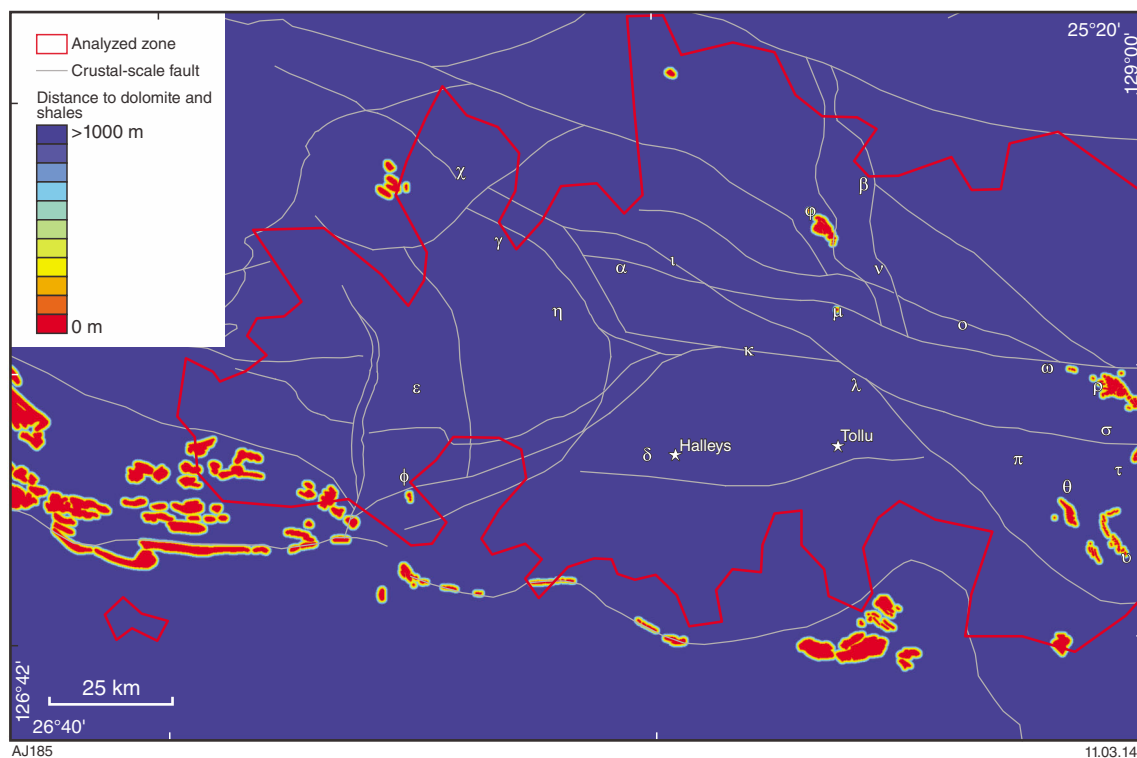 Analyzed zone
Crustal-scale fault
Distance to dolomite and
shales
>1000 m
0 m
25°20'
129°00'
χ
β
φ
γ
α
ι
ν
η
μ
ο
κ
ω
ε
λ
ρ
σ
δ
Halleys
Tollu
π
τ
ϕ
θ
υ
126°42'
25 km
26°40'
AJ185
11.03.14